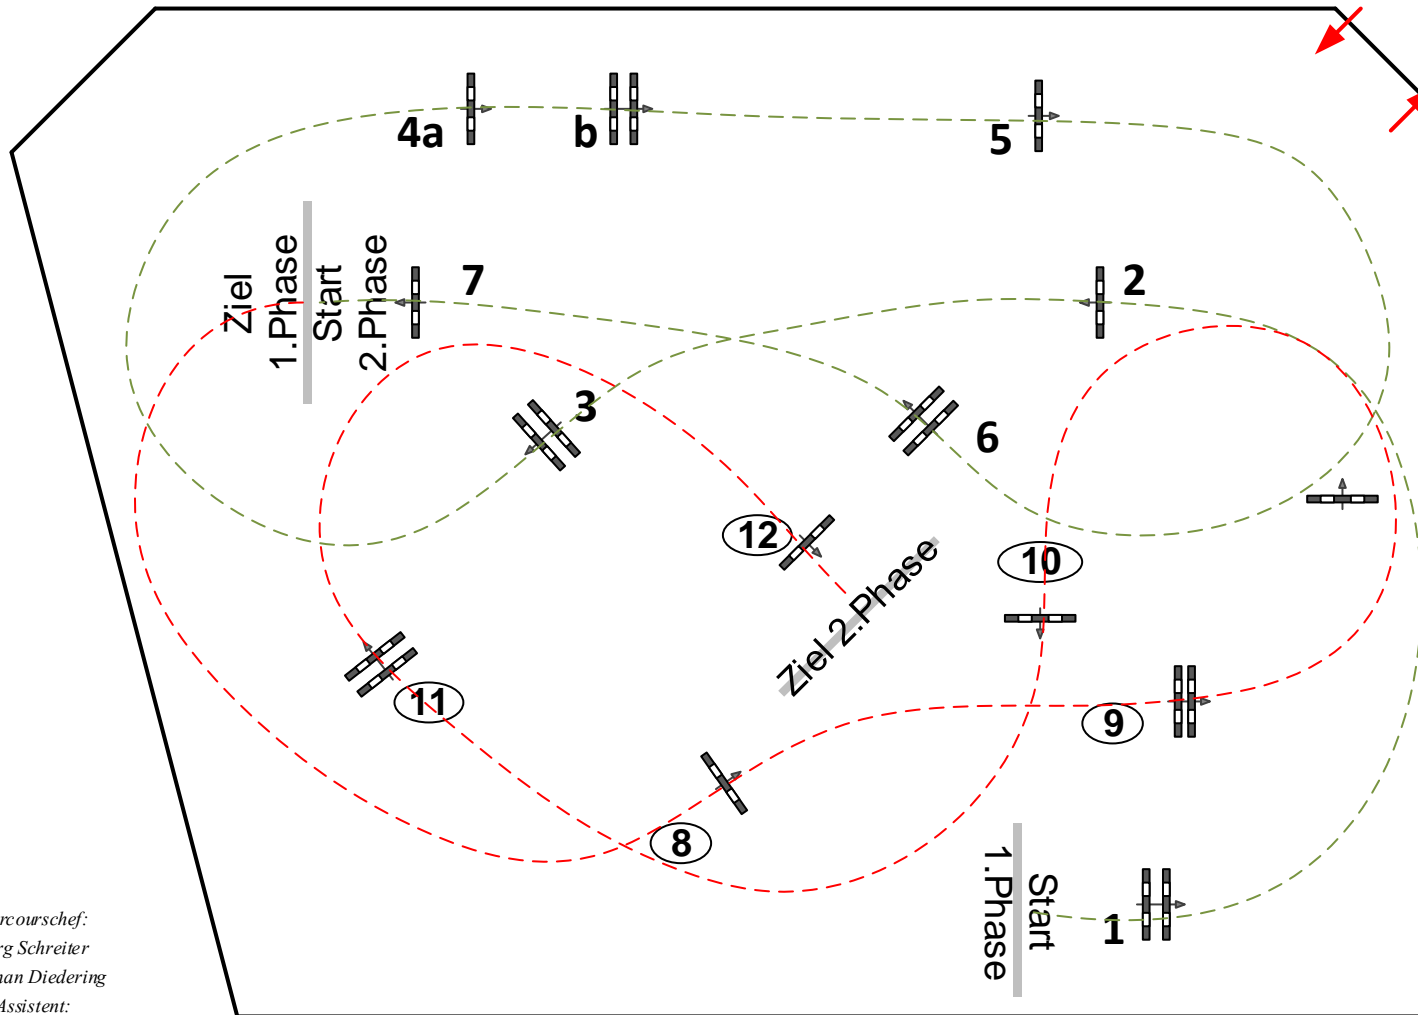 4a
b
5
Ziel
1.Phase
Start
2.Phase
7
2
3
6
12
10
Ziel 2.Phase
11
9
8
Start
1.Phase
1
rcourschef:
rg Schreiter
nan Diedering
Assistent: